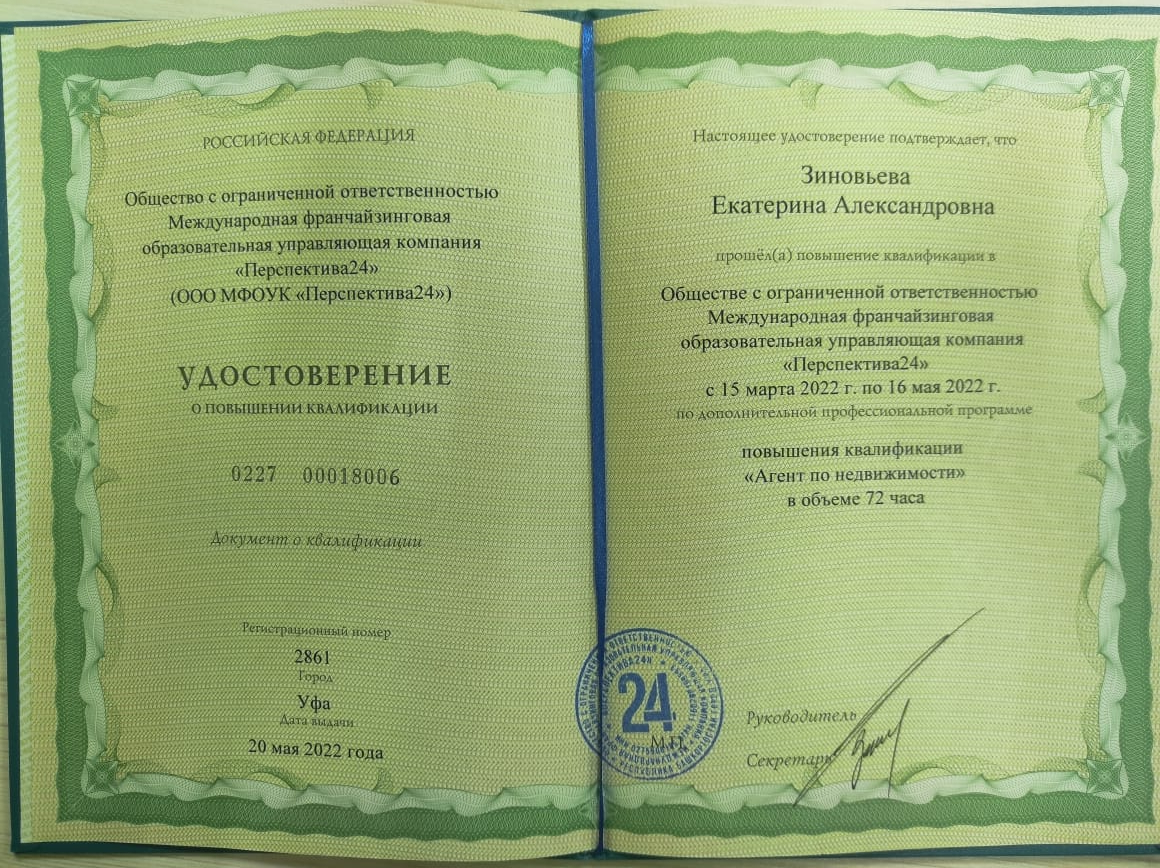 РОССИЙСКАЯ ФЕДЕРАЦИЯ
Общество с ограниченной ответственностью
Международная франчайзинговая
образовательная управляющая компания
«Перспектива24»
(ООО МФОУК «Перспектива24»)
УДОСТОВЕРЕНИЕ
О ПОВЫШЕНИИ КВАЛИФИКАЦИИ
0227 00018006
Документ о квалификации
Регистрационный номер
2861
Город
Уфа
Дата выдачи
20 мая 2022 года
Настоящее удостоверение подтверждает, что
Зиновьева
Екатерина Александровна
прошёл(а) повышение квалификации в
Обществе с ограниченной ответственностью
Международная франчайзинговая
образовательная управляющая компания
«Перспектива24»
с 15 марта 2022 г. по 16 мая 2022 г.
по дополнительной профессиональной программе
повышения квалификации
«Агент по недвижимости»
в объеме 72 часа
24
М.П.
Руководитель
Секретарь